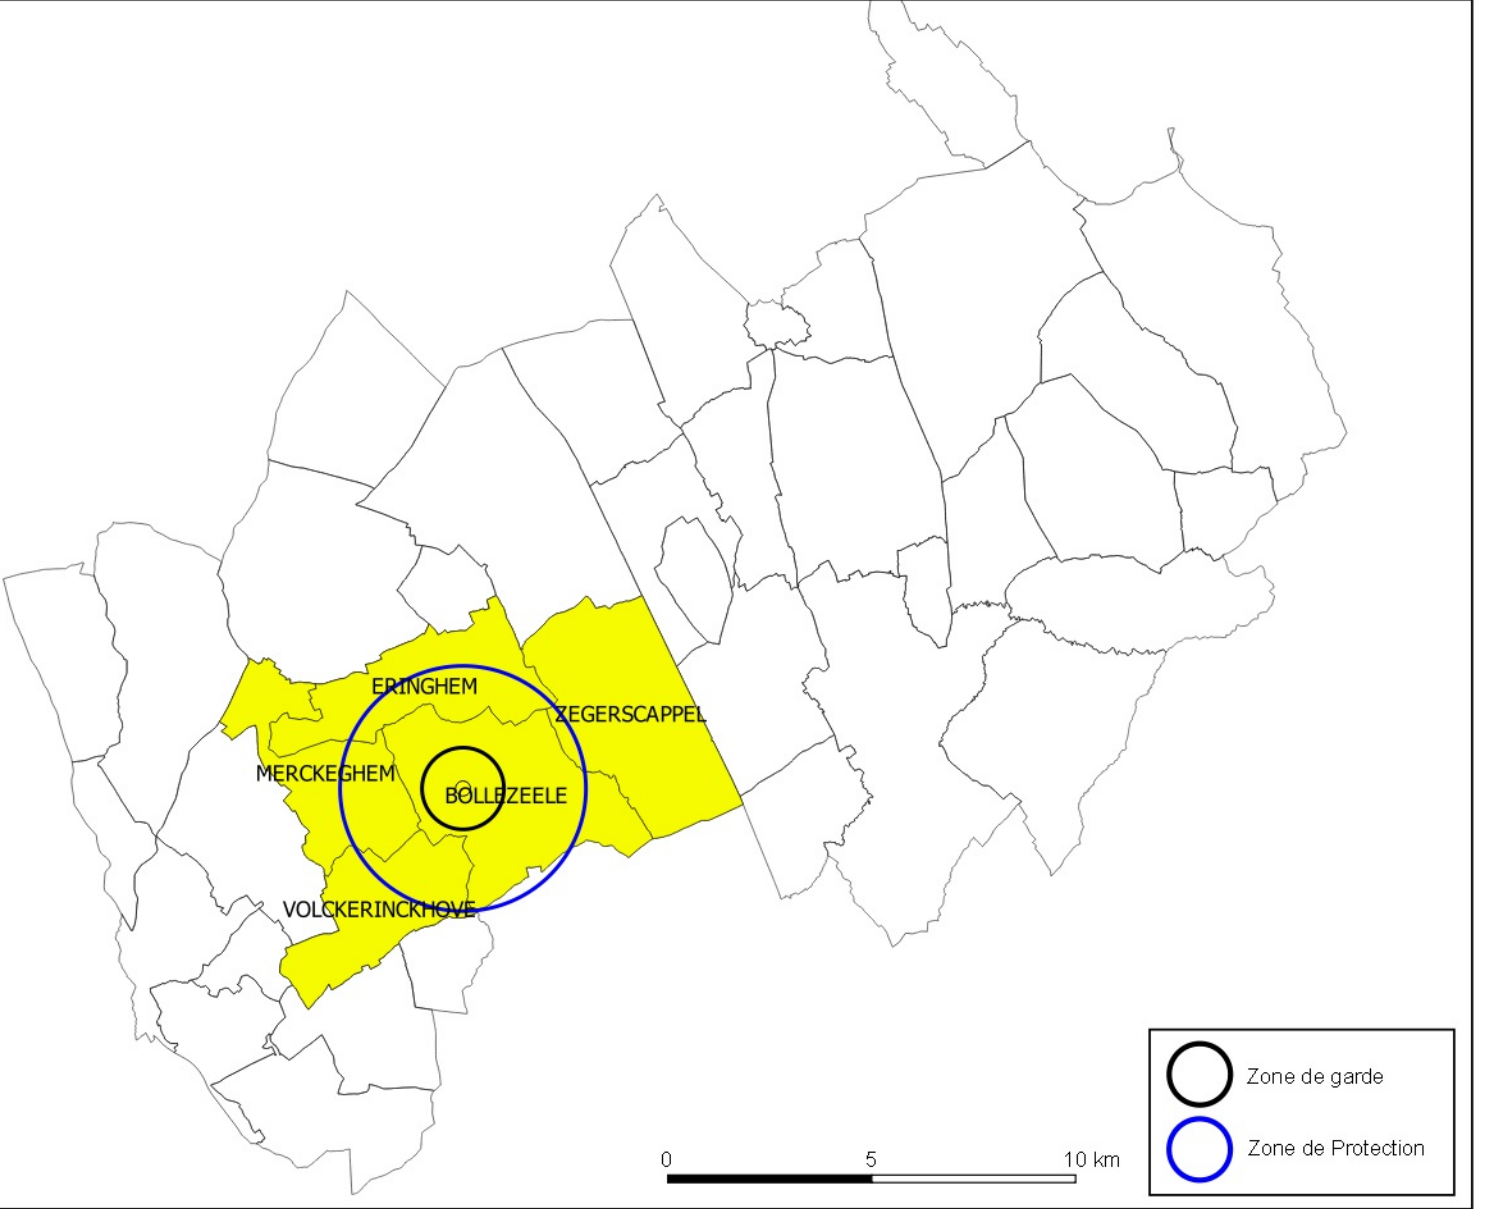 ERINGHEM
ZEGERSCAPPEL
MERCKEGHEM
BOLLEZEELE
VOLCKERINCKHOVE
Zone de garde
Zone de Protection
0 5 10 km